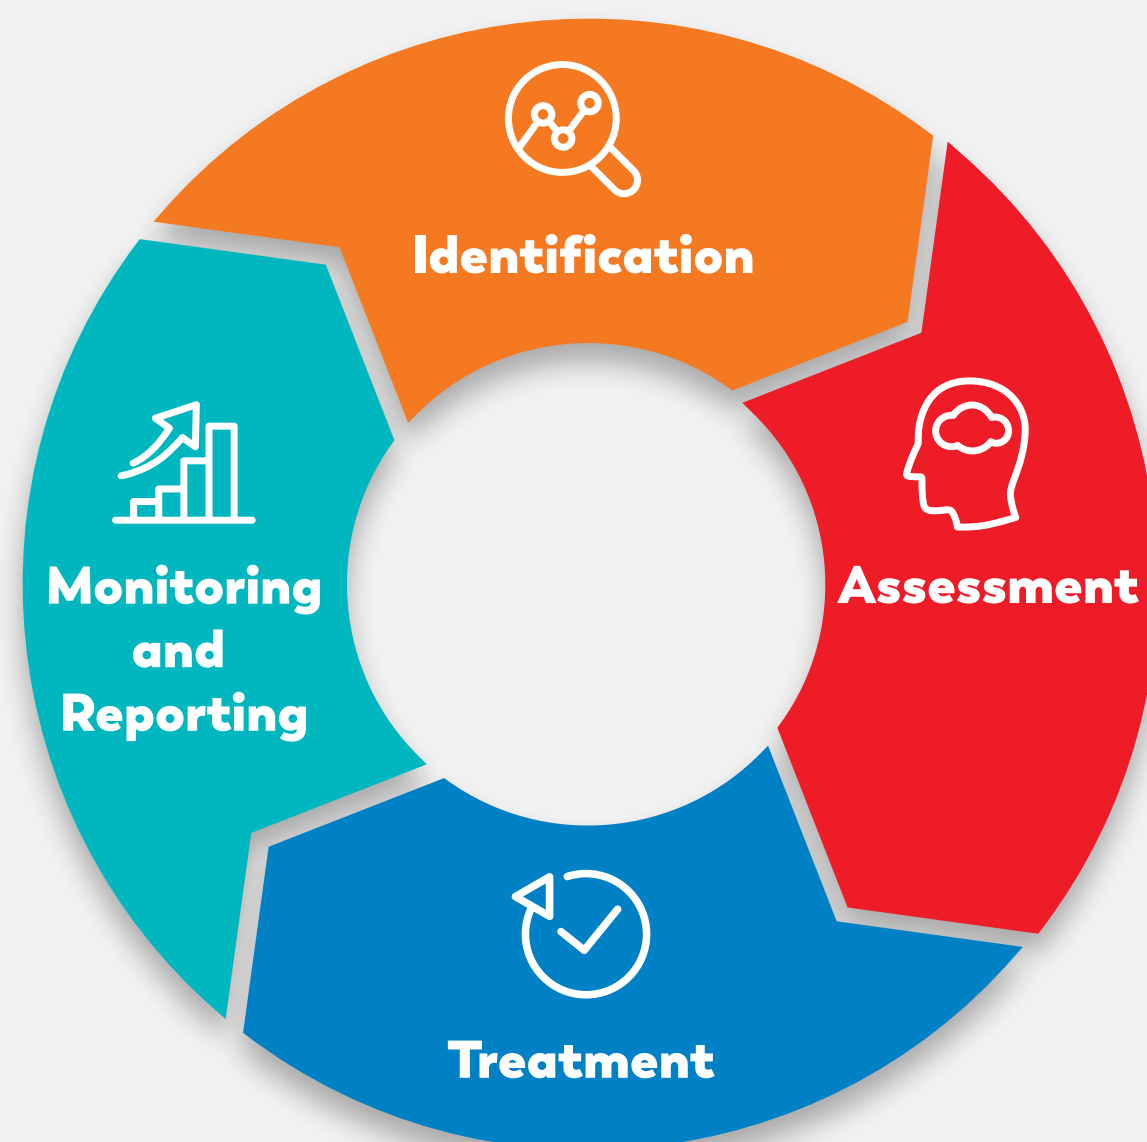 Identification
Assessment
Treatment
Monitoring
and
Reporting